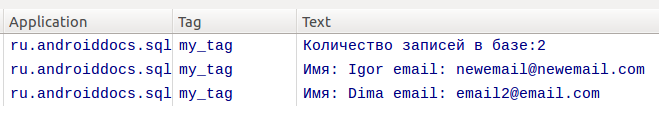 Application Tag Text
ru.androiddocs.sql my_tag Количество записей в базе:2
ru.androiddocs.sql my_tag Имя: Igor email: newemail@newemail.com
ru.androiddocs.sql my_tag Имя: Dima email: email2@email.com